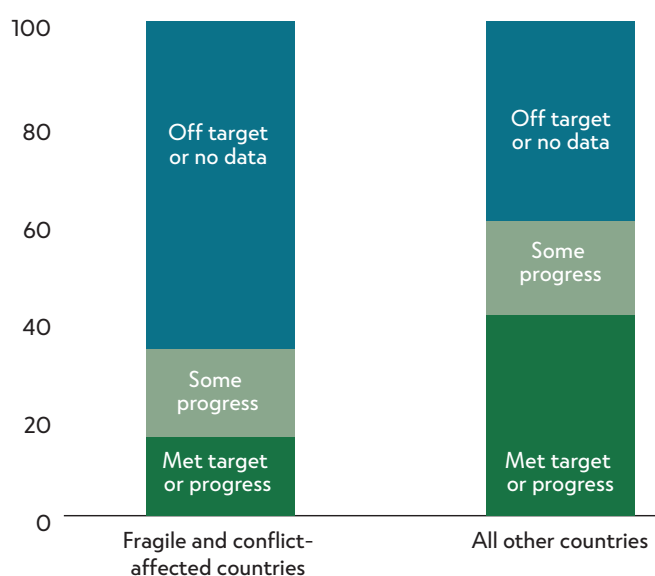 100
80
60
40
20
0
Off target
or no data
Some
progress
Met target
or progress
Off target
or no data
Some
progress
Met target
or progress
Fragile and conflict-
affected countries
All other countries